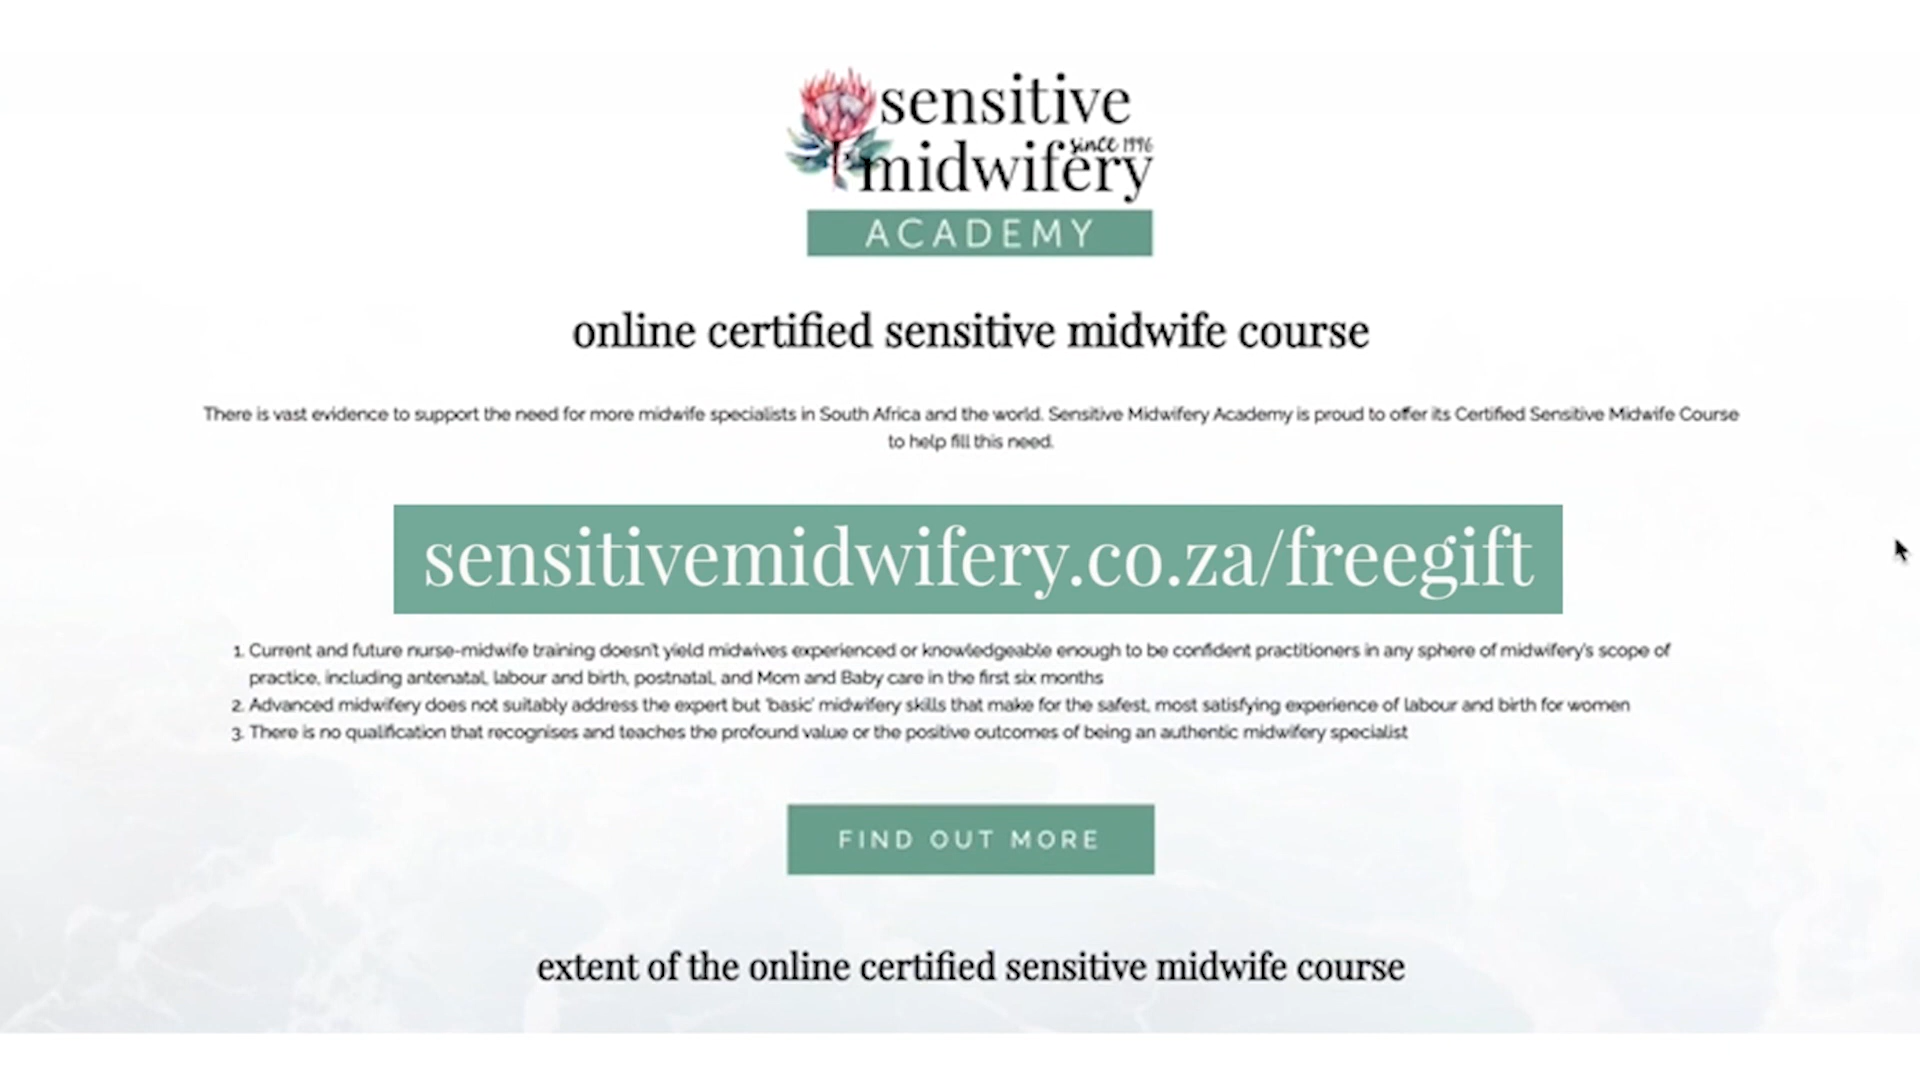 sensitive
since 1996
midwifery
ACADEMY
online certified sensitive midwife course
There is vast evidence to support the need for more midwife specialists in South Africa and the world. Sensitive Midwifery Academy is proud to offer its Certified Sensitive Midwife Course
to help fill this need.
sensitivemidwifery.co.za/freegift
1. Current and future nurse-midwife training doesn't yield midwives experienced or knowledgeable enough to be confident practitioners in any sphere of midwifery's scope of
practice, including antenatal, labour and birth, postnatal, and Mom and Baby care in the first six months
2. Advanced midwifery does not suitably address the expert but 'basic' midwifery skills that make for the safest, most satisfying experience of labour and birth for women
3. There is no qualification that recognises and teaches the profound value or the positive outcomes of being an authentic midwifery specialist
FIND OUT MORE
extent of the online certified sensitive midwife course